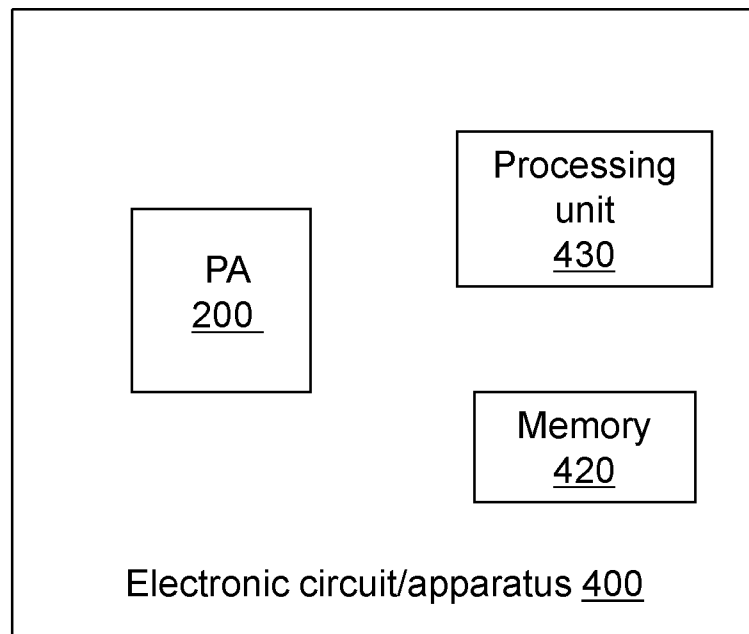 Processing
unit
430
PA
200
Memory
420
Electronic circuit/apparatus 400